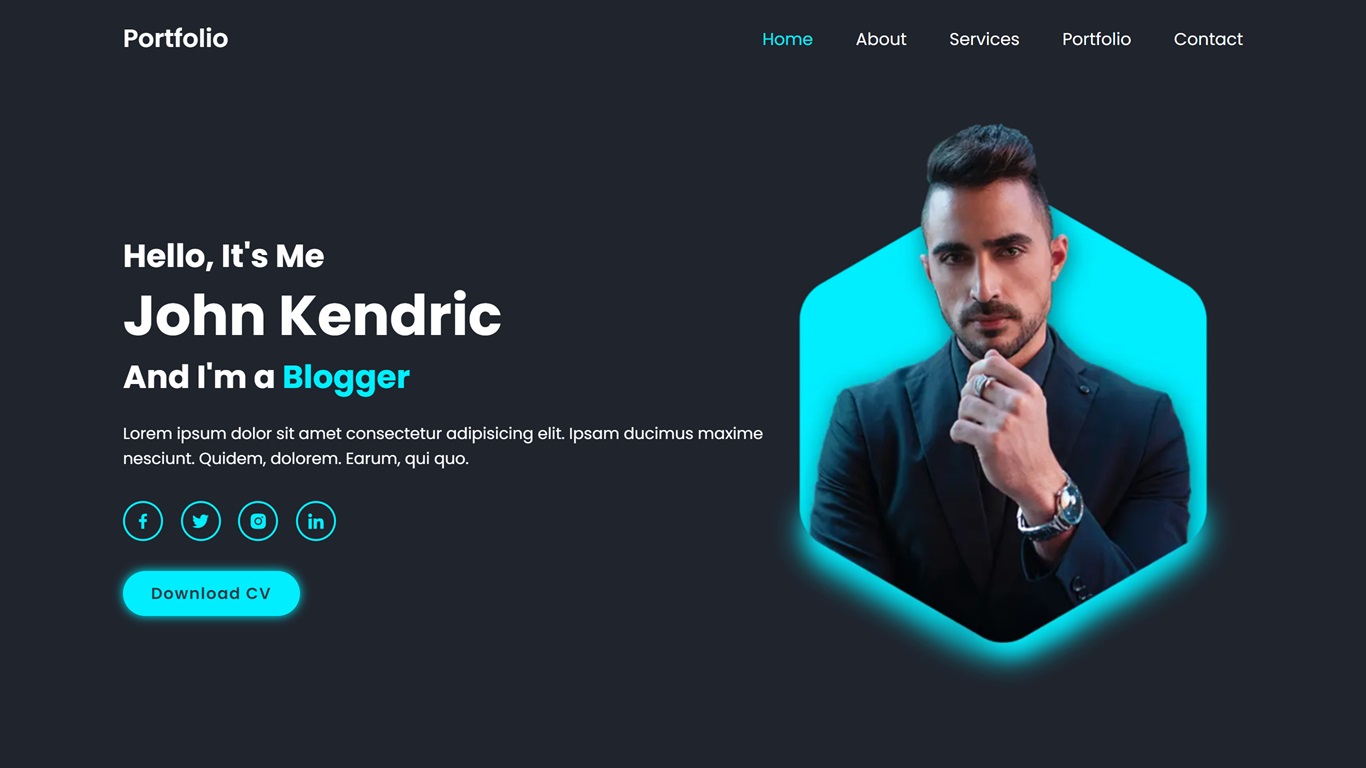 Portfolio
Home About Services Portfolio Contact
Hello, It's Me
John Kendric
And I'm a Blogger
Lorem ipsum dolor sit amet consectetur adipisicing elit. Ipsam ducimus maxime
nesciunt. Quidem, dolorem. Earum, qui quo.
Download CV